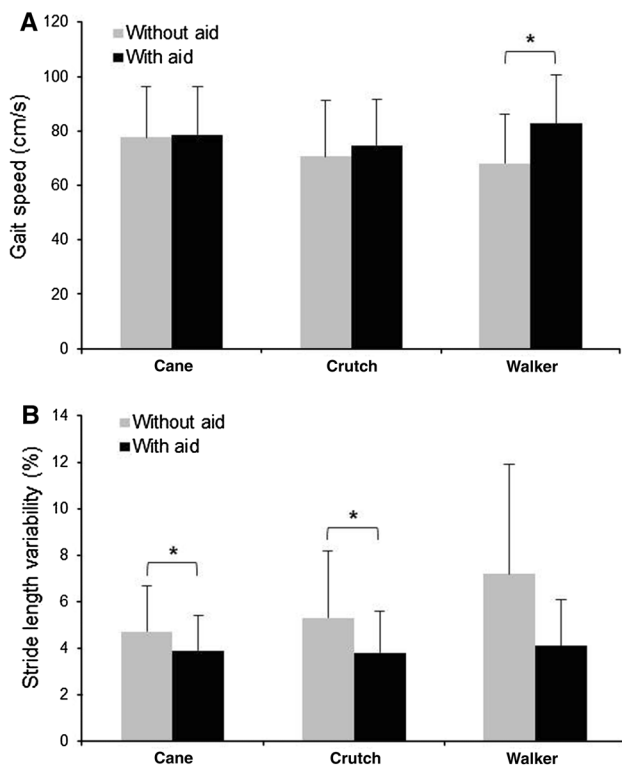 A
Without aid
With aid
*
Gait speed (cm/s)
120
100
80
60
40
20
0
Cane Crutch Walker
B
Without aid
With aid
* *
Stride length variability (%)
14
12
10
8
6
4
2
0
Cane Crutch Walker